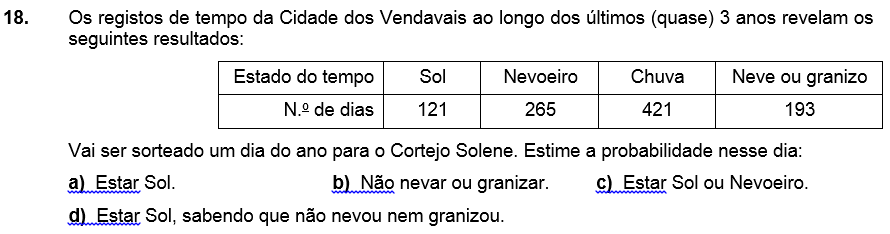 18. Os registos de tempo da Cidade dos Vendavais ao longo dos últimos (quase) 3 anos revelam os
seguintes resultados:
Estado do tempo Sol Nevoeiro Chuva Neve ou granizo
N.º de dias 121 265 421 193
Vai ser sorteado um dia do ano para o Cortejo Solene. Estime a probabilidade nesse dia:
a) Estar Sol. b) Não nevar ou granizar. c) Estar Sol ou Nevoeiro.
d) Estar Sol, sabendo que não nevou nem granizou.